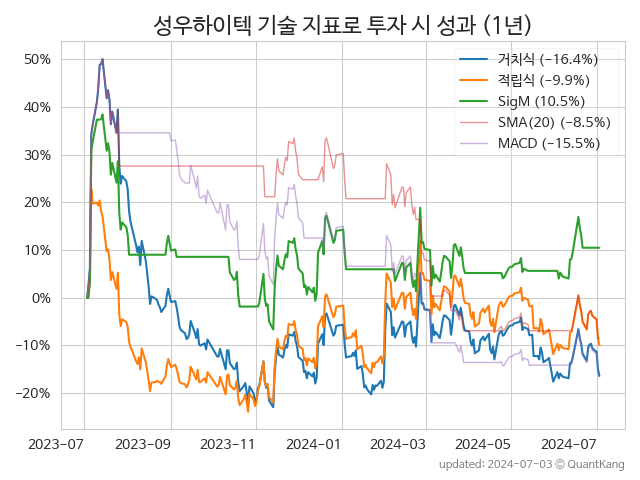 성우하이텍 기술 지표로 투자 시 성과 (1년)
거치식 (−16.4%)
적립식 (−9.9%)
SigM (10.5%)
SMA(20) (−8.5%)
MACD (−15.5%)
50%
40%
30%
20%
10%
0%
−10%
−20%
2023-07
2023-09
2023-11
2024-01
2024-03
2024-05
2024-07
updated: 2024-07-03 © QuantKang